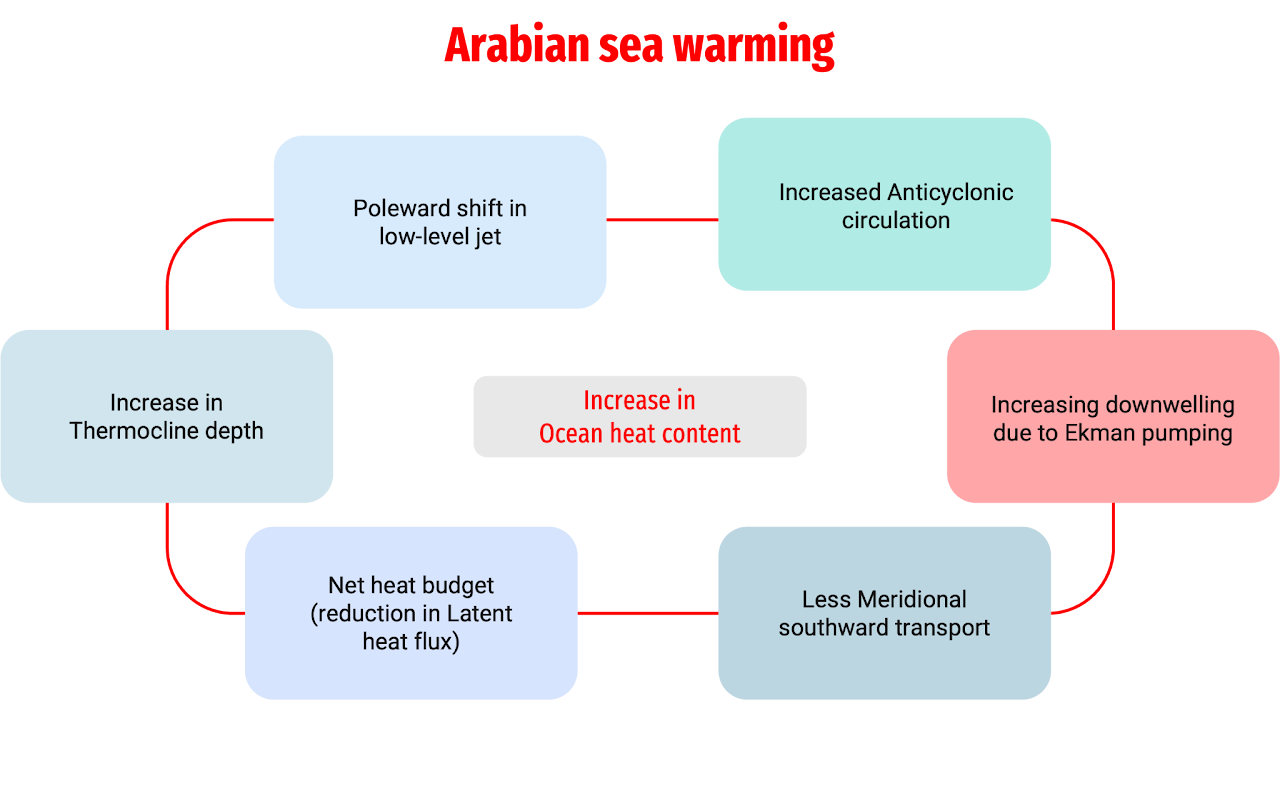 Arabian sea warming
Poleward shift in
low-level jet
Increased Anticyclonic
circulation
Increase in
Thermocline depth
Increase in
Ocean heat content
Increasing downwelling
due to Ekman pumping
Net heat budget
(reduction in Latent
heat flux)
Less Meridional
southward transport